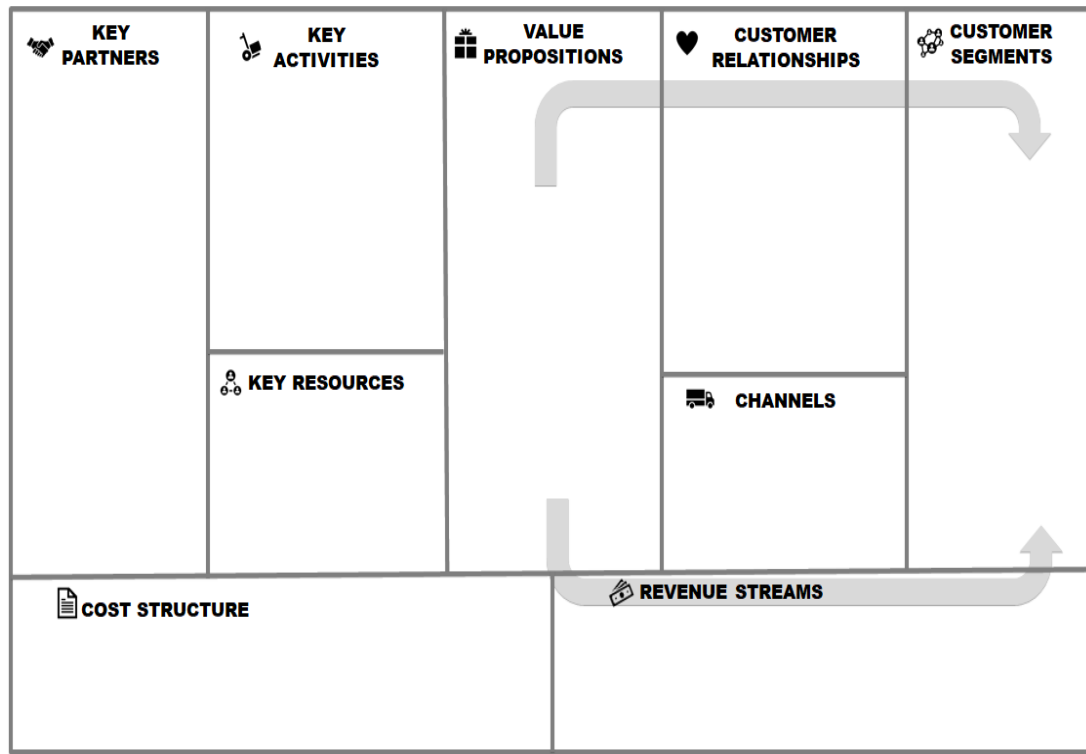 KEY
PARTNERS
KEY
ACTIVITIES
VALUE
PROPOSITIONS
CUSTOMER
RELATIONSHIPS
CUSTOMER
SEGMENTS
KEY RESOURCES
CHANNELS
COST STRUCTURE
REVENUE STREAMS